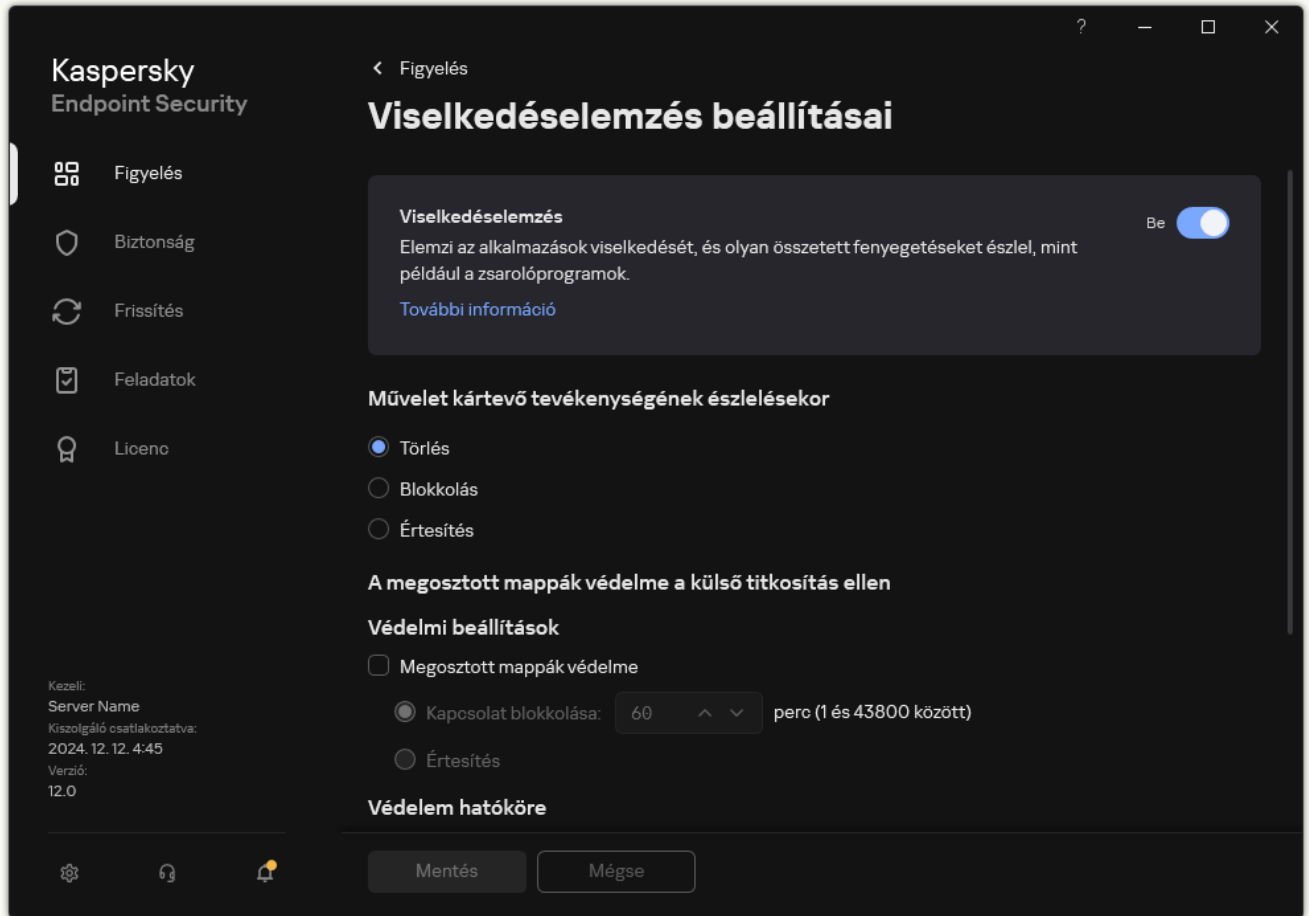 Kaspersky
Endpoint Security
Figyelés
Biztonság
Frissítés
Feladatok
Licenc
Kezeli:
Server Name
Kiszolgáló csatlakoztatva:
2024. 12. 12. 4:45
Verzió:
12.0
?
Figyelés
Viselkedéselemzés beállításai
Viselkedéselemzés
Be
Elemzi az alkalmazások viselkedését, és olyan összetett fenyegetéseket észlel, mint
például a zsarolóprogramok.
További információ
Művelet kártevő tevékenységének észlelésekor
Törlés
Blokkolás
Értesítés
A megosztott mappák védelme a külső titkosítás ellen
Védelmi beállítások
Megosztott mappák védelme
Kapcsolat blokkolása: 60 perc (1 és 43800 között)
Értesítés
Védelem hatóköre
Mentés
Mégse